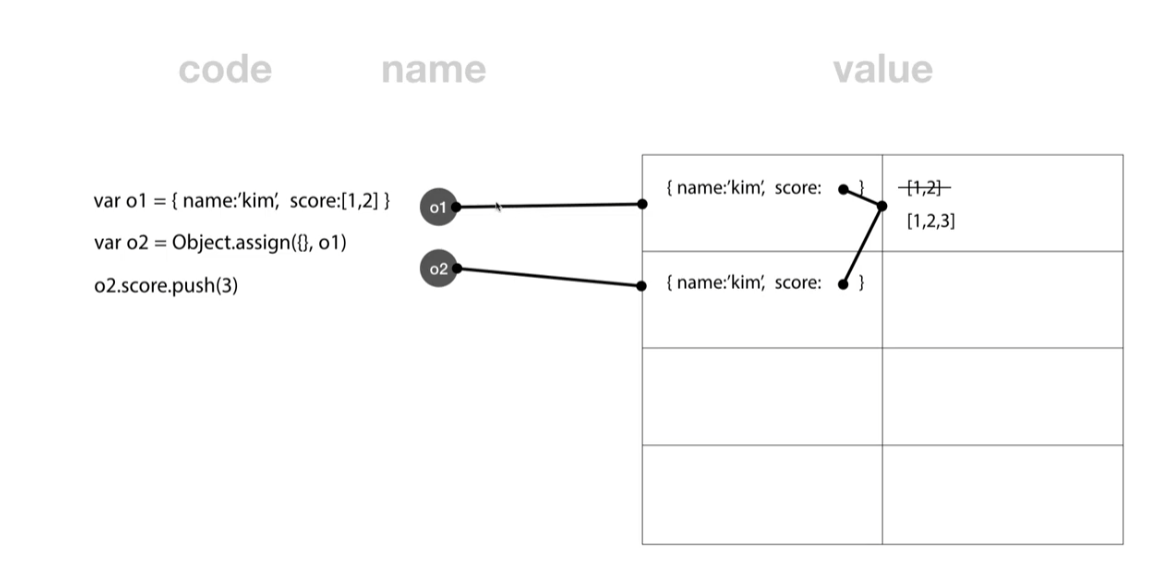 code name value
var o1 = { name:'kim', score:[1,2] }
var o2 = Object.assign({}, o1)
o2.score.push(3)
o1
o2
{ name:'kim', score: }
[1,2]
[1,2,3]
{ name:'kim', score: }